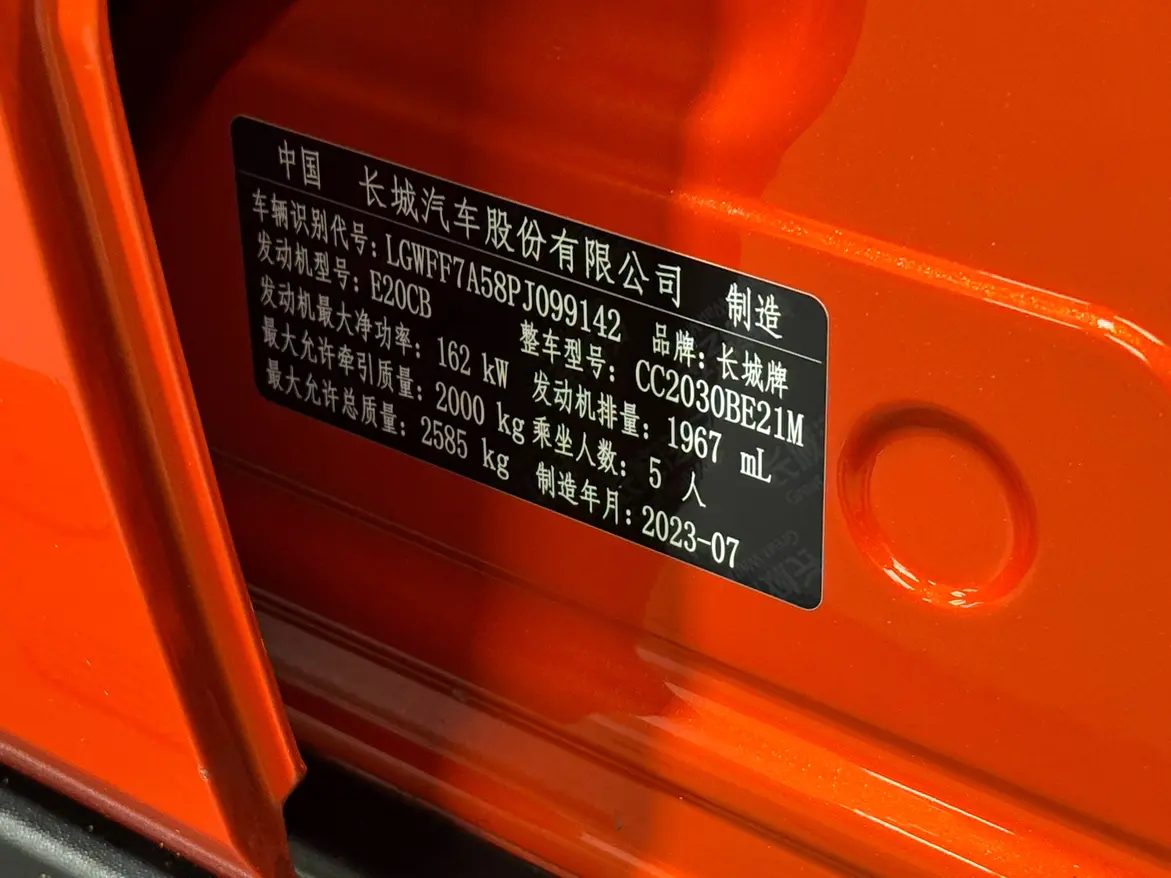 中国 长城汽车股份有限公司 制造
车辆识别代号: LGWFF7A58PJ099142 品牌: 长城牌
发动机型号: E20CB 整车型号: CC2030BE21M
发动机最大净功率: 162 kW 发动机排量: 1967 mL
最大允许牵引质量: 2000 kg 乘坐人数: 5 人
最大允许总质量: 2585 kg 制造年月: 2023-07